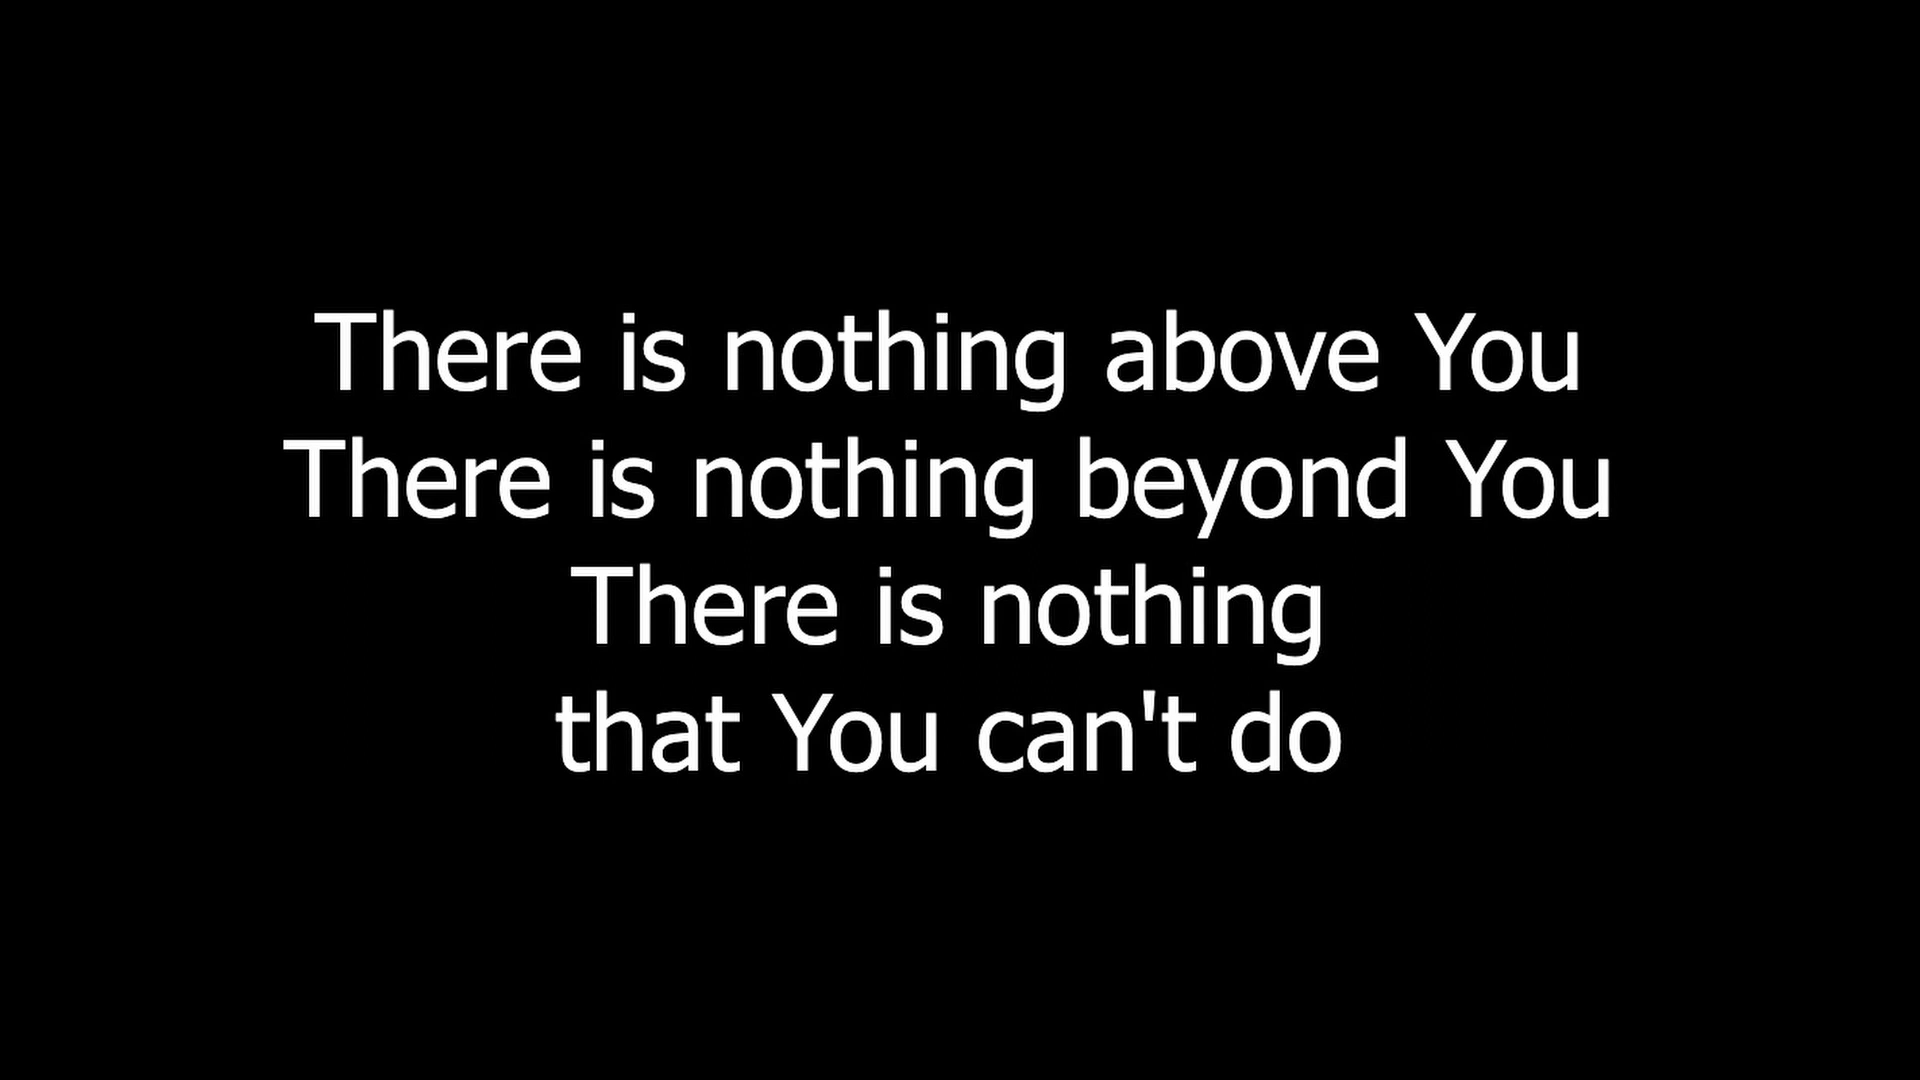 There is nothing above You
There is nothing beyond You
There is nothing
that You can't do